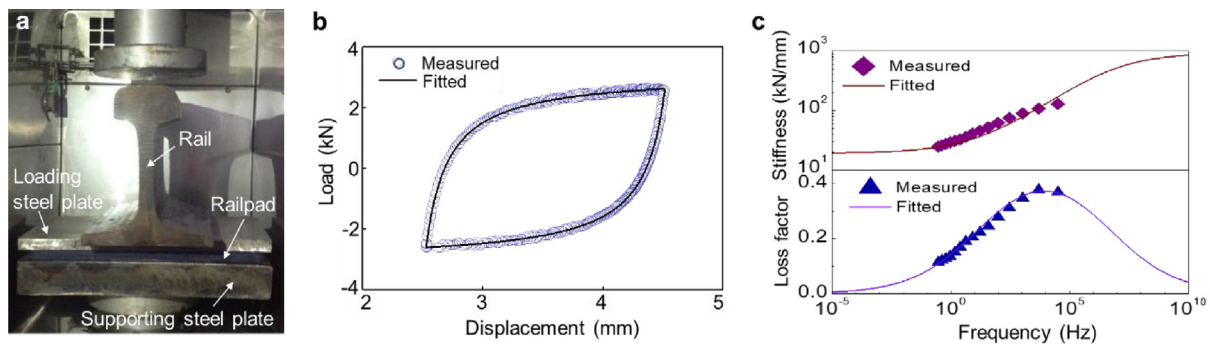 a
Rail
Loading
steel plate
Railpad
Supporting steel plate
b
4
2
0
-2
-4
Load (kN)
Measured
Fitted
2
3
4
5
Displacement (mm)
c
10³
10²
10¹
Stiffness (kN/mm)
Measured
Fitted
0.4
0.2
0.0
Loss factor
Measured
Fitted
10⁻⁵
10⁰
10⁵
10¹⁰
Frequency (Hz)